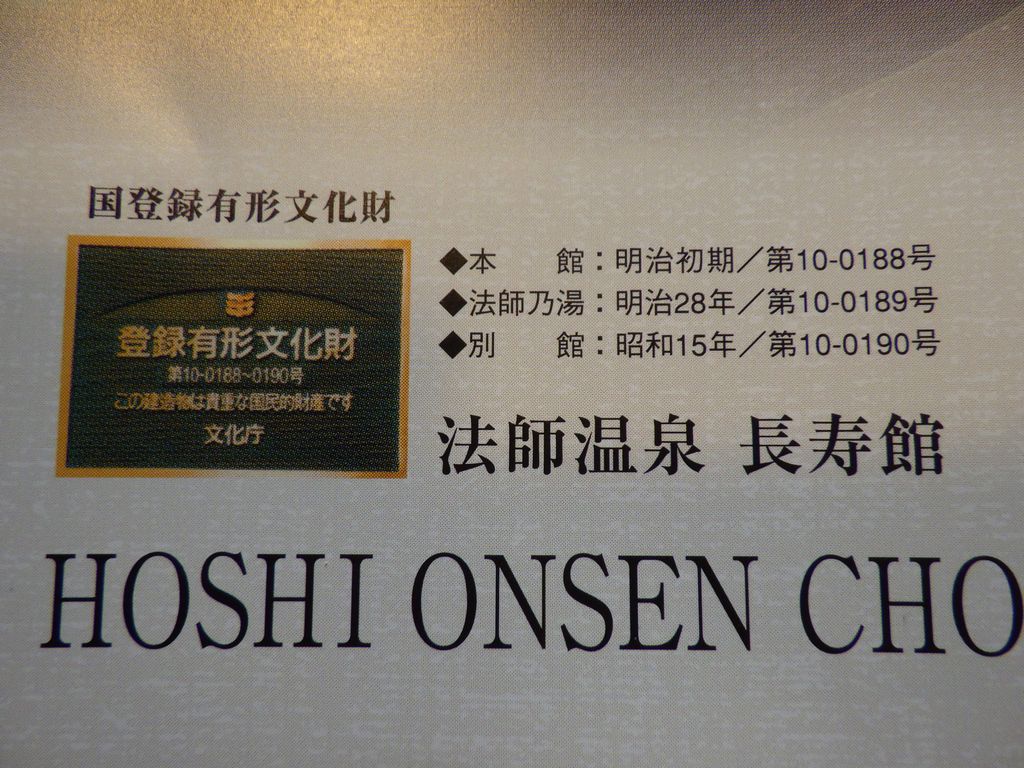 国登録有形文化財
登録有形文化財
第10-0188~0190号
この建造物は貴重な国民的財産です
文化庁
◆本　　館：明治初期／第10-0188号
◆法師乃湯：明治28年／第10-0189号
◆別　　館：昭和15年／第10-0190号
法師温泉 長寿館
HOSHI ONSEN CHO